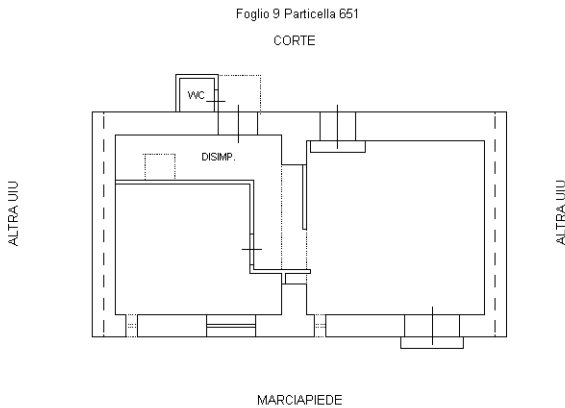 Foglio 9 Particella 651
CORTE
WC
DISIMP.
ALTRA UIU
ALTRA UIU
MARCIAPIEDE